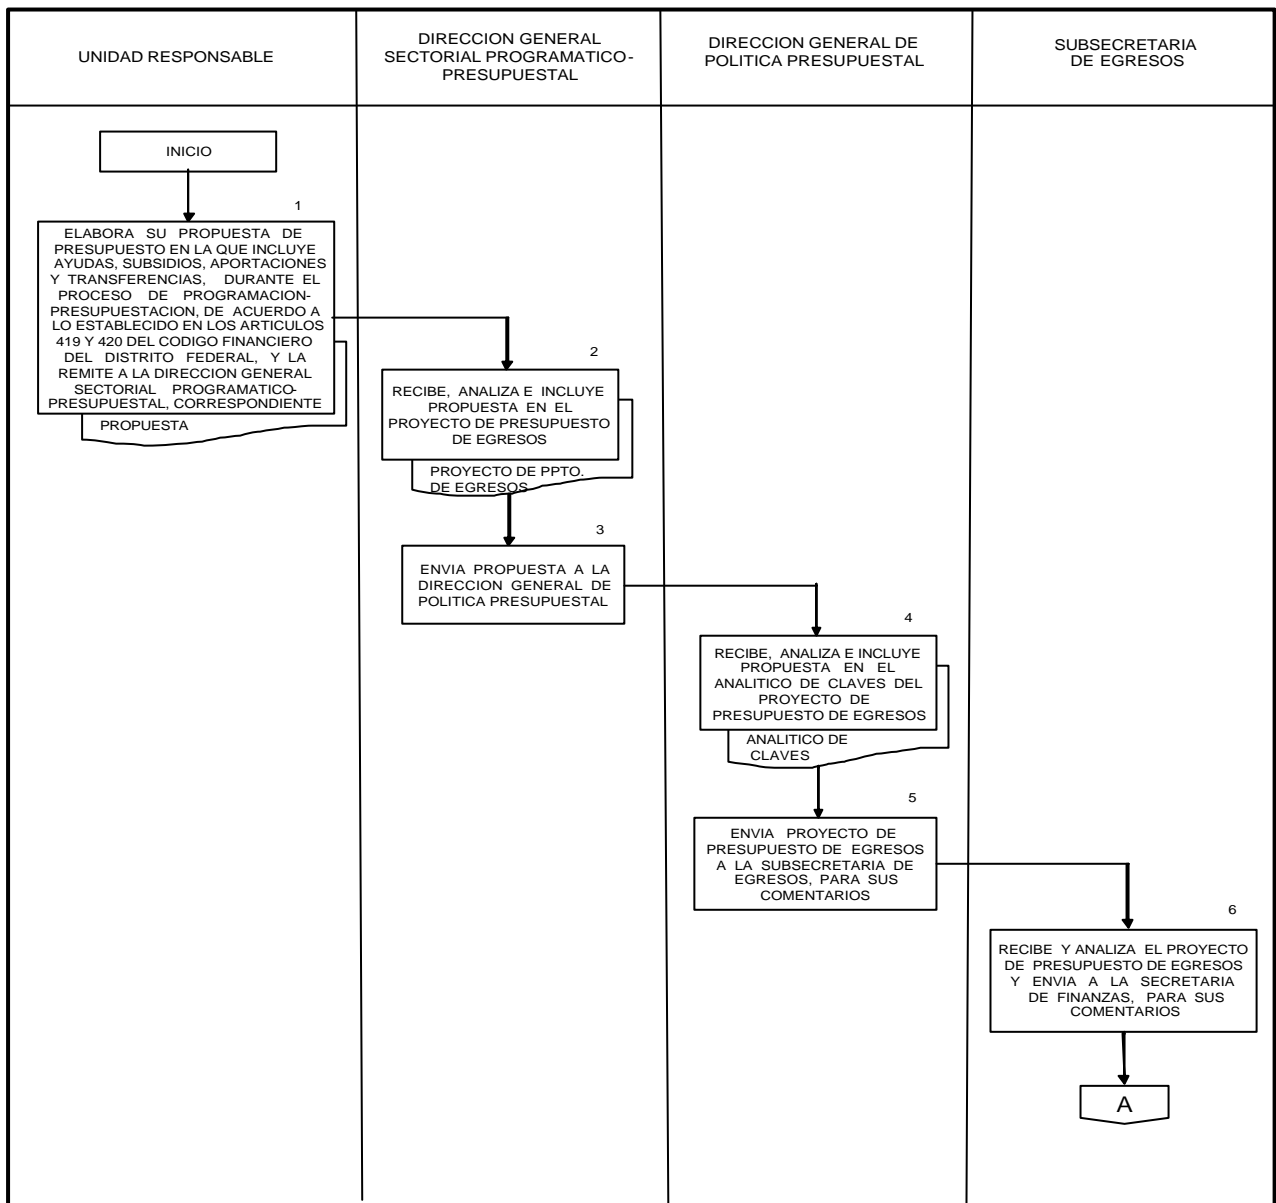 UNIDAD RESPONSABLE
DIRECCION GENERAL
SECTORIAL PROGRAMATICO-
PRESUPUESTAL
DIRECCION GENERAL DE
POLITICA PRESUPUESTAL
SUBSECRETARIA
DE EGRESOS
INICIO
1
ELABORA SU PROPUESTA DE
PRESUPUESTO EN LA QUE INCLUYE
AYUDAS, SUBSIDIOS, APORTACIONES
Y TRANSFERENCIAS, DURANTE EL
PROCESO DE PROGRAMACION-
PRESUPUESTACION, DE ACUERDO A
LO ESTABLECIDO EN LOS ARTICULOS
419 Y 420 DEL CODIGO FINANCIERO
DEL DISTRITO FEDERAL, Y LA
REMITE A LA DIRECCION GENERAL
SECTORIAL PROGRAMATICO-
PRESUPUESTAL, CORRESPONDIENTE
PROPUESTA
2
RECIBE, ANALIZA E INCLUYE
PROPUESTA EN EL
PROYECTO DE PRESUPUESTO
DE EGRESOS
PROYECTO DE PPTO.
DE EGRESOS
3
ENVIA PROPUESTA A LA
DIRECCION GENERAL DE
POLITICA PRESUPUESTAL
4
RECIBE, ANALIZA E INCLUYE
PROPUESTA EN EL
ANALITICO DE CLAVES DEL
PROYECTO DE
PRESUPUESTO DE EGRESOS
ANALITICO DE
CLAVES
5
ENVIA PROYECTO DE
PRESUPUESTO DE EGRESOS
A LA SUBSECRETARIA DE
EGRESOS, PARA SUS
COMENTARIOS
6
RECIBE Y ANALIZA EL PROYECTO
DE PRESUPUESTO DE EGRESOS
Y ENVIA A LA SECRETARIA
DE FINANZAS, PARA SUS
COMENTARIOS
A